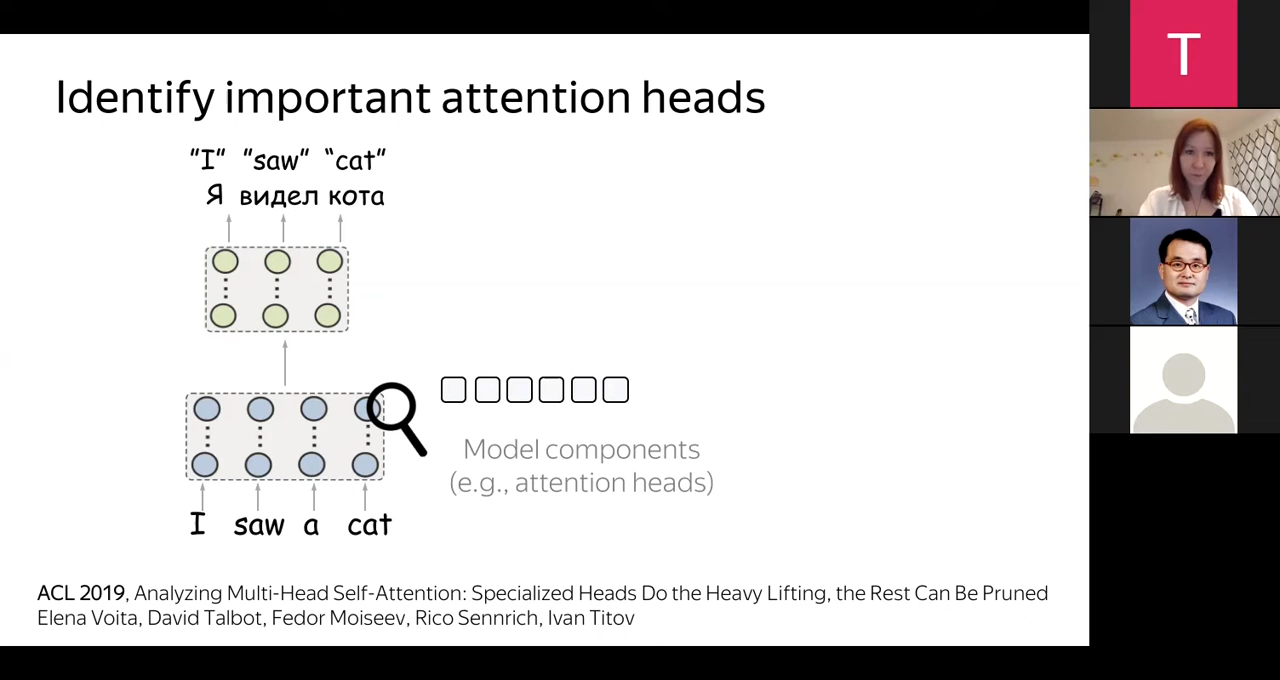 Identify important attention heads
"I" "saw" "cat"
Я видел кота
Model components
(e.g., attention heads)
I saw a cat
ACL 2019, Analyzing Multi-Head Self-Attention: Specialized Heads Do the Heavy Lifting, the Rest Can Be Pruned
Elena Voita, David Talbot, Fedor Moiseev, Rico Sennrich, Ivan Titov
T